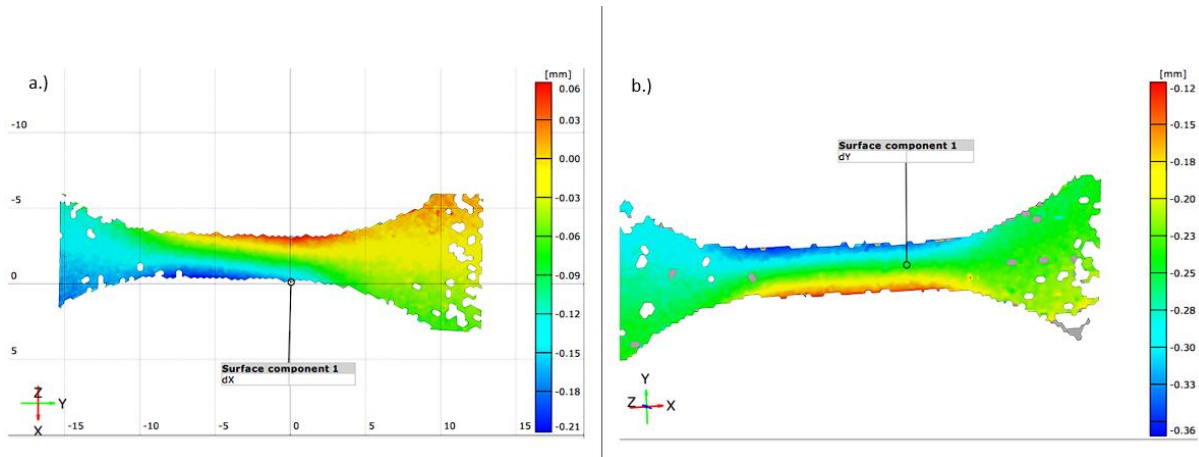 a.)
[mm]
0.06
0.03
0.00
-0.03
-0.06
-0.09
-0.12
-0.15
-0.18
-0.21
-10
-5
0
5
Surface component 1
dX
Z
Y
X
-15
-10
-5
0
5
10
15
b.)
[mm]
-0.12
-0.15
-0.18
-0.20
-0.23
-0.25
-0.28
-0.30
-0.33
-0.36
Surface component 1
dY
Y
Z
X